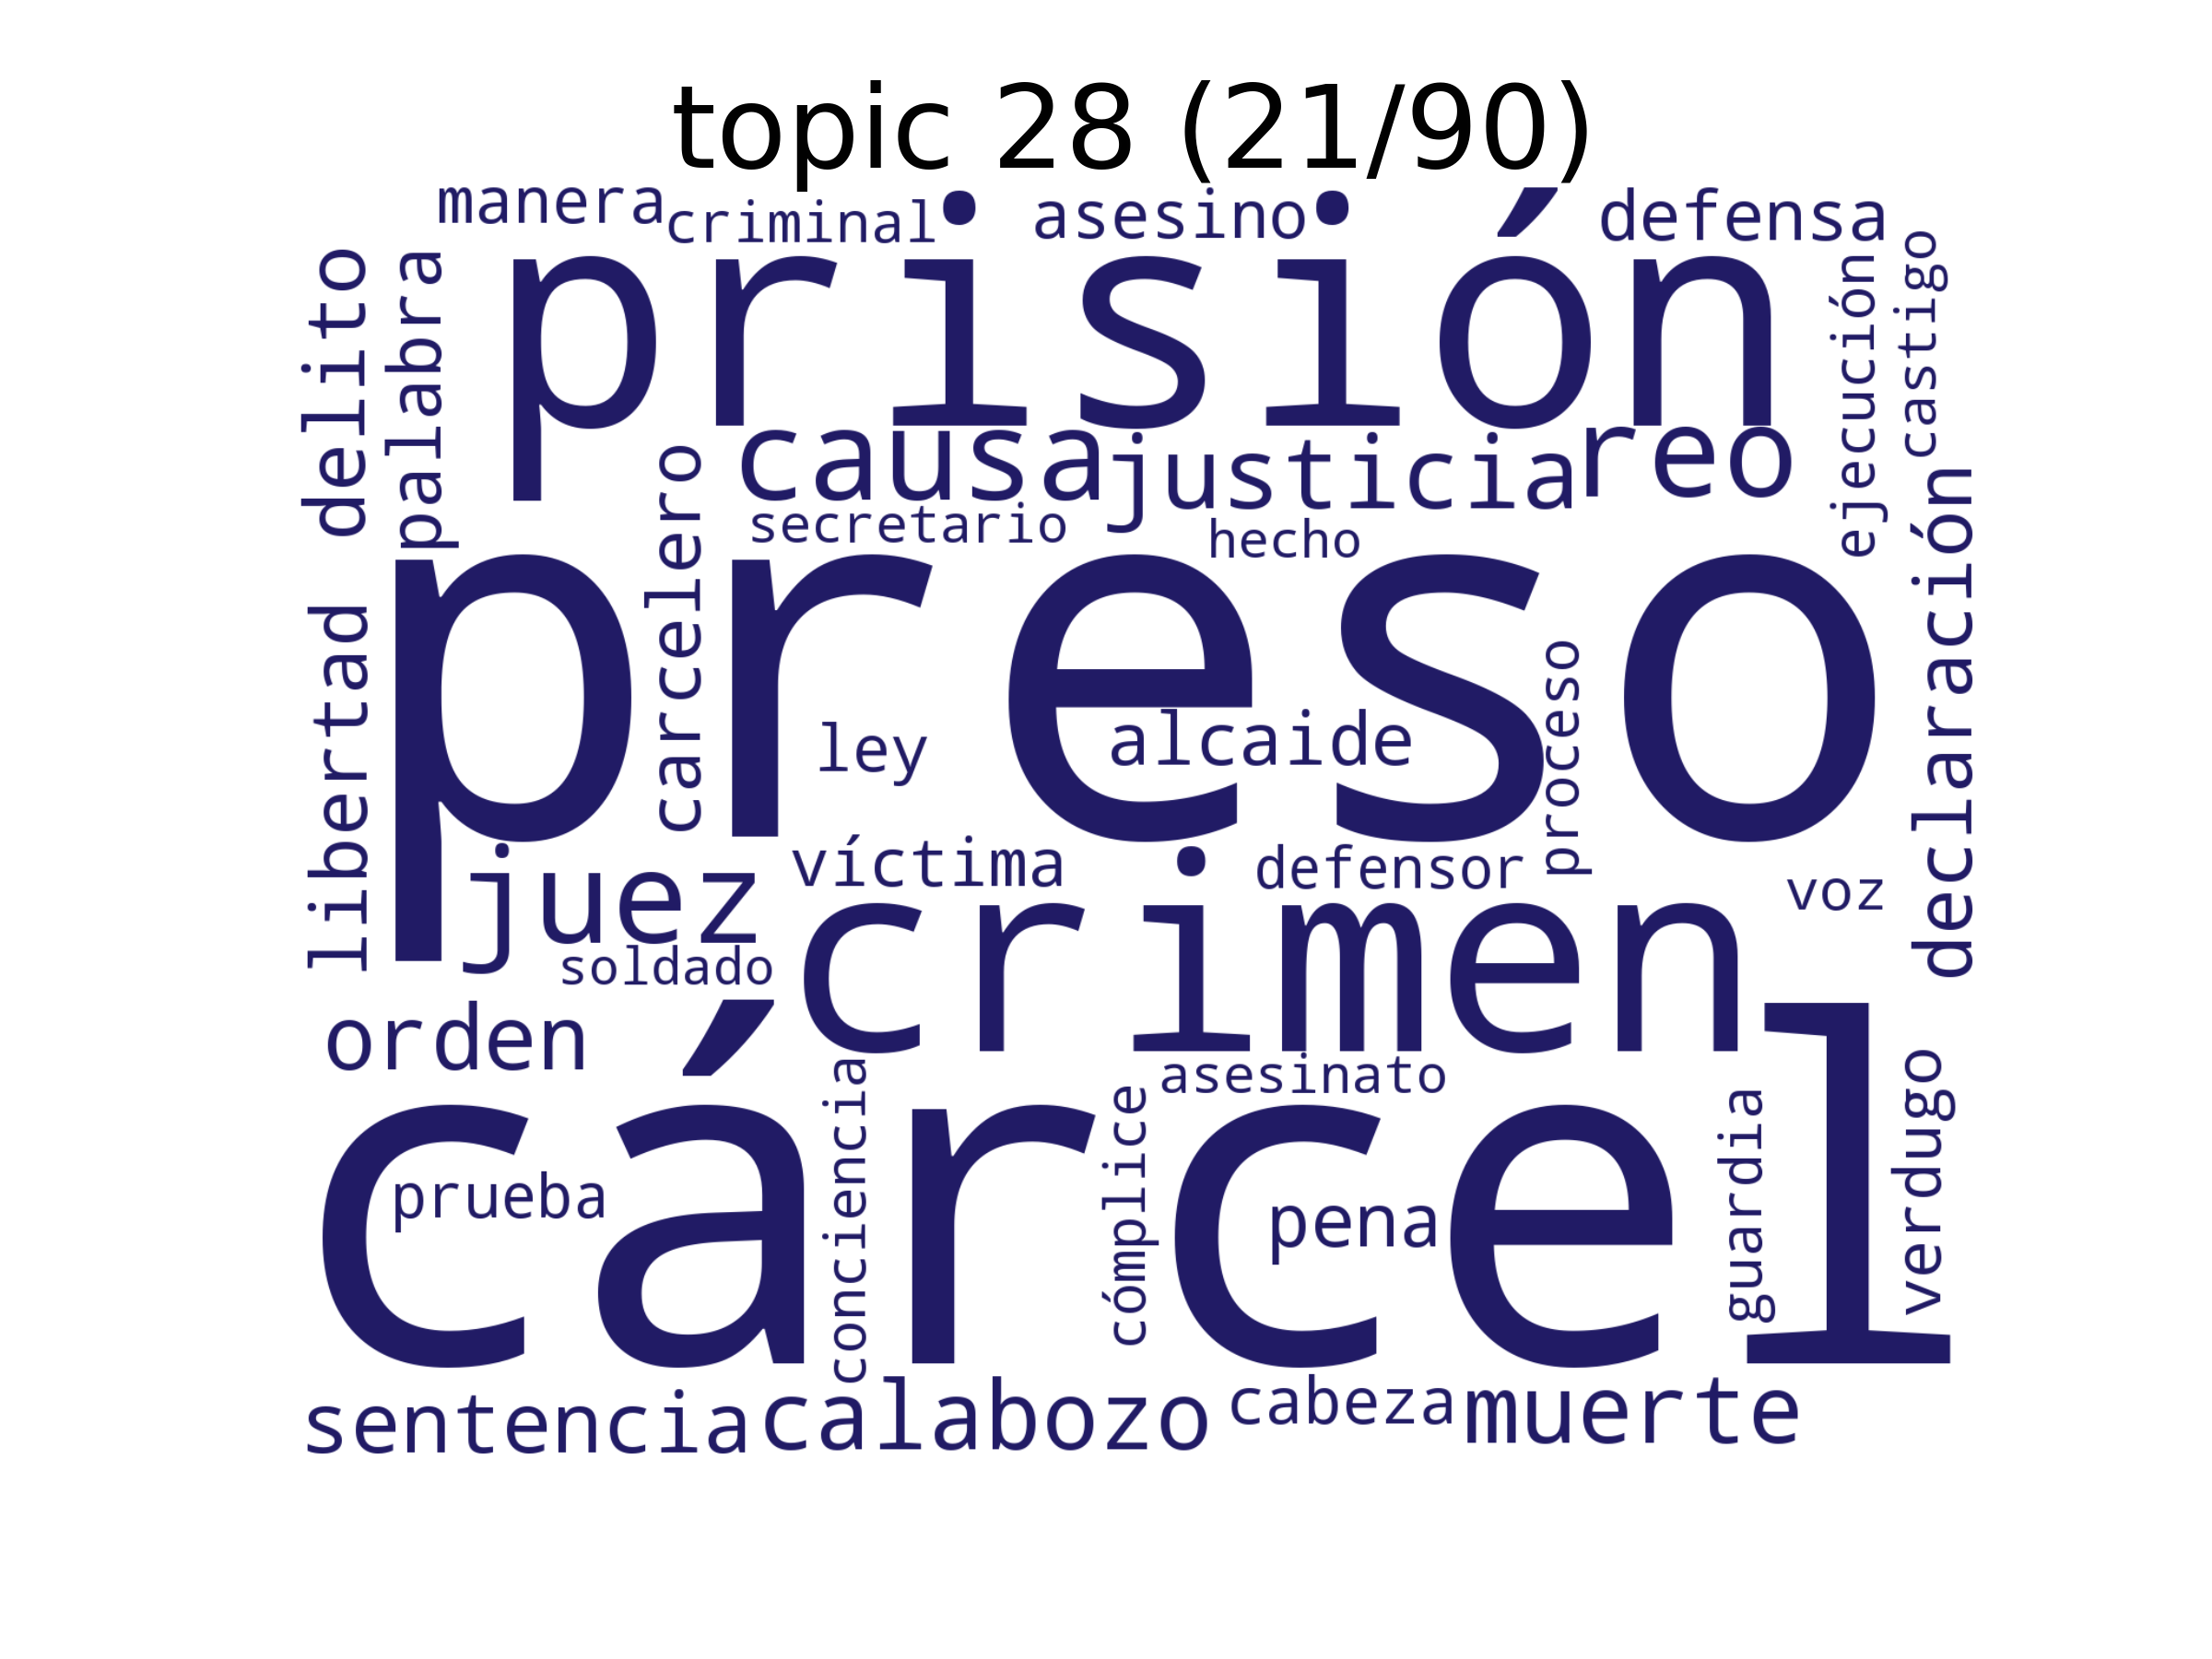 topic 28 (21/90)
manera
criminal
asesino
defensa
delito
palabra
prisión
ejecución
castigo
causa
justicia
reo
carcelero
secretario
hecho
preso
declaración
libertad
ley
alcaide
proceso
juez
víctima
defensor
voz
soldado
crimen
orden
asesinato
cárcel
conciencia
cómplice
guardia
verdugo
prueba
pena
sentencia
calabozo
cabeza
muerte